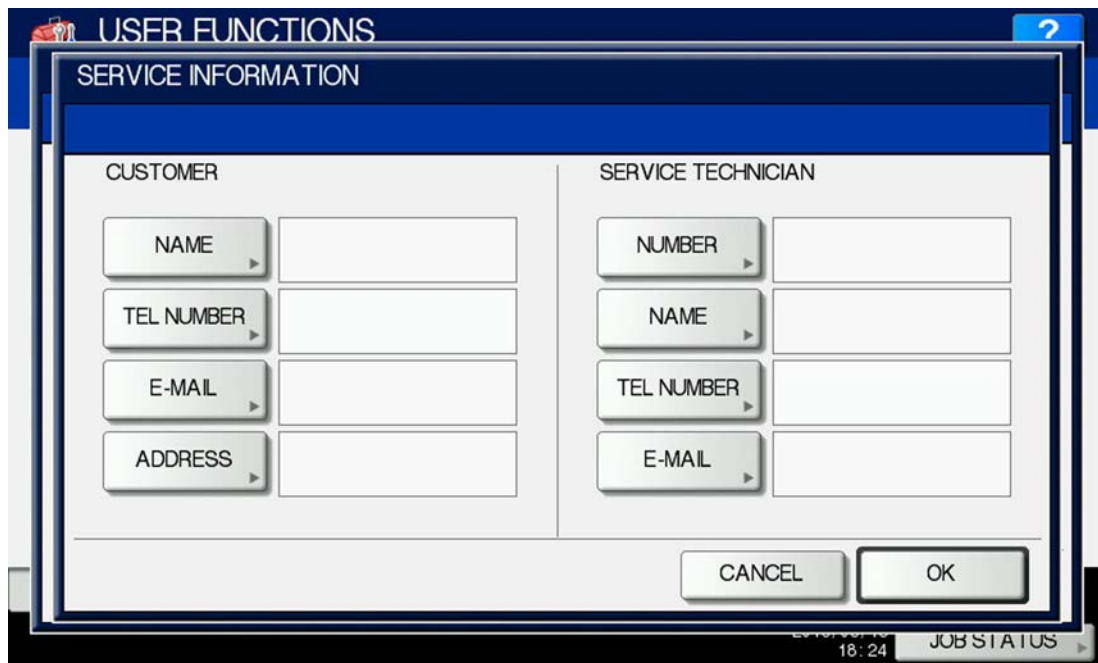 USER FUNCTIONS
?
SERVICE INFORMATION
CUSTOMER
NAME
TEL NUMBER
E-MAIL
ADDRESS
SERVICE TECHNICIAN
NUMBER
NAME
TEL NUMBER
E-MAIL
CANCEL
OK
18:24
JOB STATUS